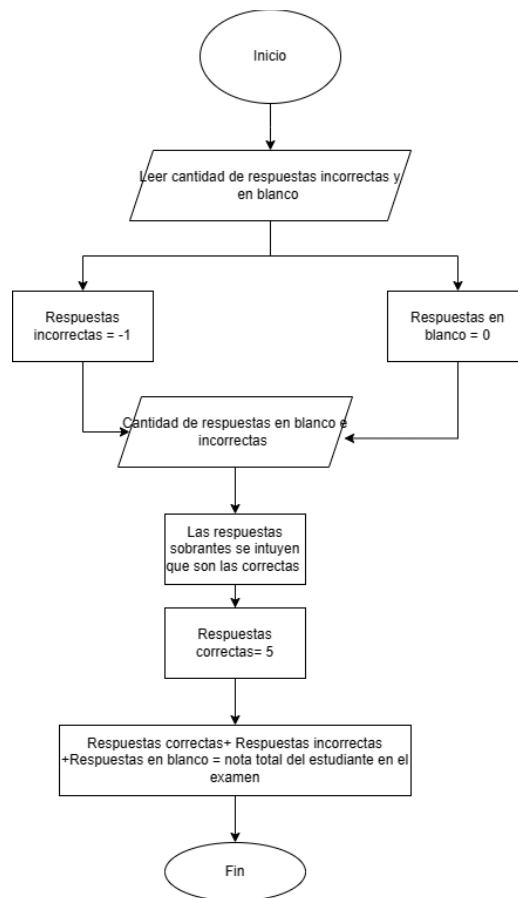 Inicio
Leer cantidad de respuestas incorrectas y
en blanco
Respuestas
incorrectas = -1
Respuestas en
blanco = 0
Cantidad de respuestas en blanco e
incorrectas
Las respuestas
sobrantes se intuyen
que son las correctas
Respuestas
correctas= 5
Respuestas correctas+ Respuestas incorrectas
+Respuestas en blanco = nota total del estudiante en el
examen
Fin